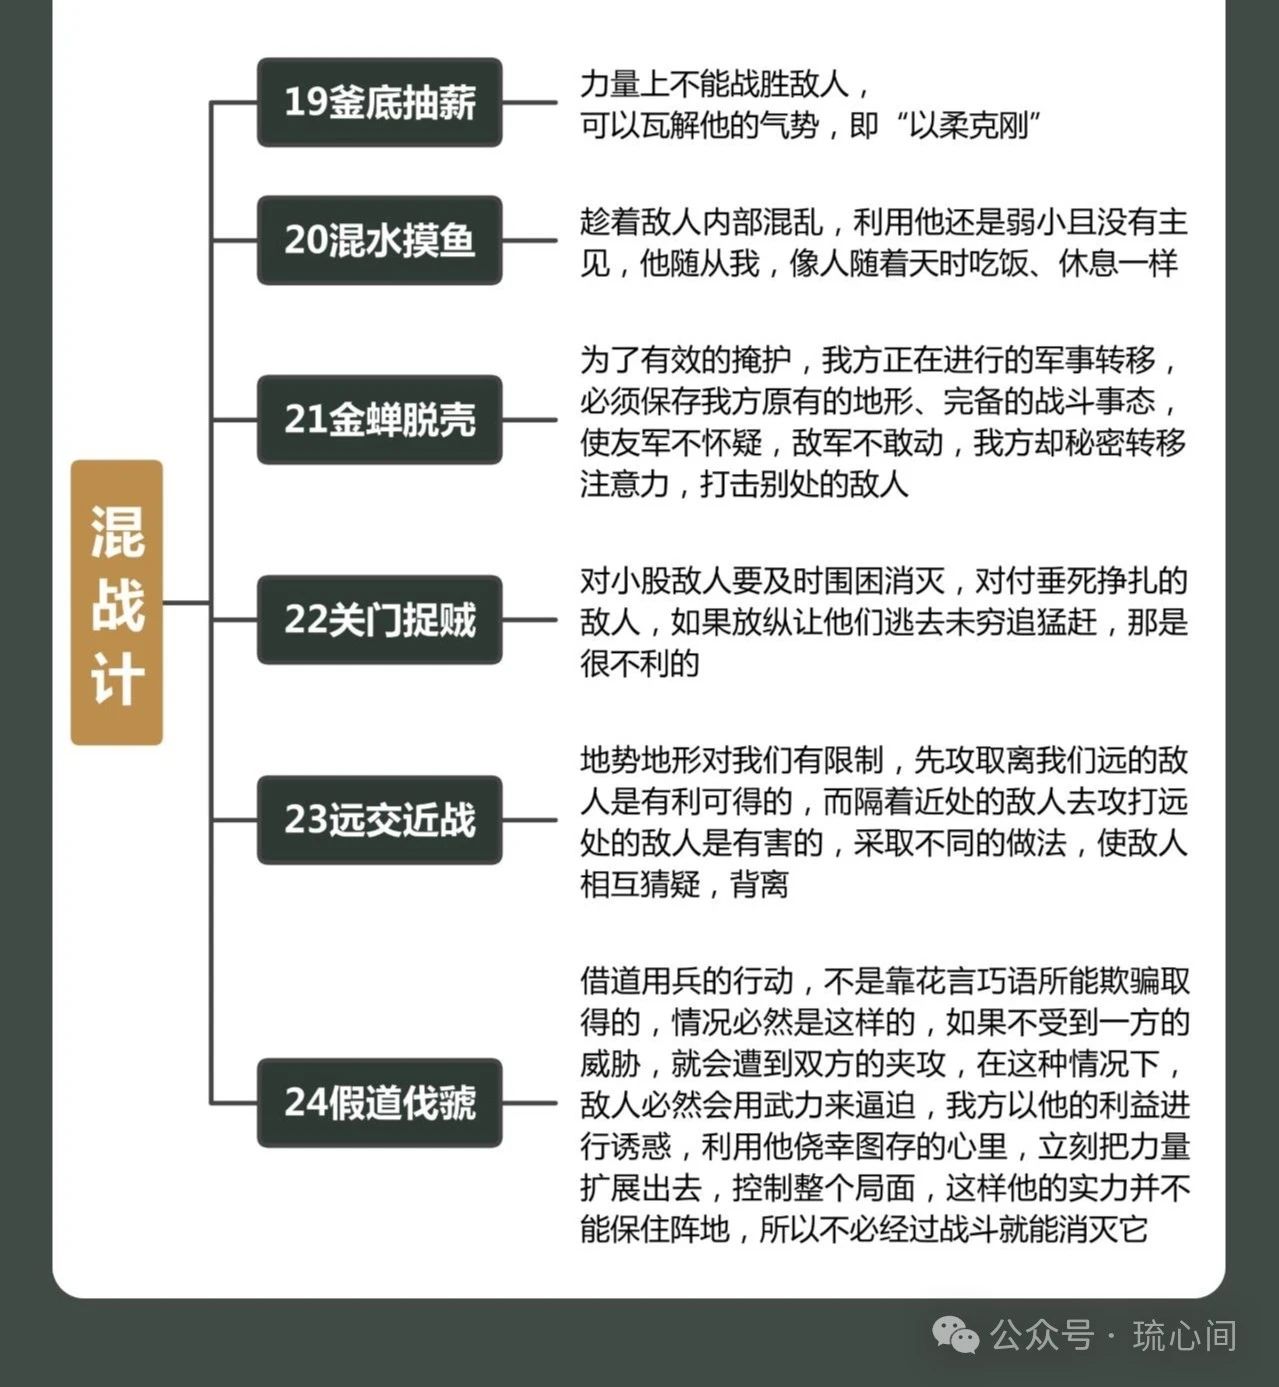 混战计
19釜底抽薪
力量上不能战胜敌人，
可以瓦解他的气势，即“以柔克刚”
20混水摸鱼
趁着敌人内部混乱，利用他还是弱小且没有主
见，他随从我，像人随着天时吃饭、休息一样
21金蝉脱壳
为了有效的掩护，我方正在进行的军事转移，
必须保存我方原有的地形、完备的战斗事态，
使友军不怀疑，敌军不敢动，我方却秘密转移
注意力，打击别处的敌人
22关门捉贼
对小股敌人要及时围困消灭，对付垂死挣扎的
敌人，如果放纵让他们逃去未穷追猛赶，那是
很不利的
23远交近战
地势地形对我们有限制，先攻取离我们远的敌
人是有利可得的，而隔着近处的敌人去攻打远
处的敌人是有害的，采取不同的做法，使敌人
相互猜疑，背离
24假道伐虢
借道用兵的行动，不是靠花言巧语所能欺骗取
得的，情况必然是这样的，如果不受到一方的
威胁，就会遭到双方的夹攻，在这种情况下，
敌人必然会用武力来逼迫，我方以他的利益进
行诱惑，利用他侥幸图存的心里，立刻把力量
扩展出去，控制整个局面，这样他的实力并不
能保住阵地，所以不必经过战斗就能消灭它
公众号·琉心间